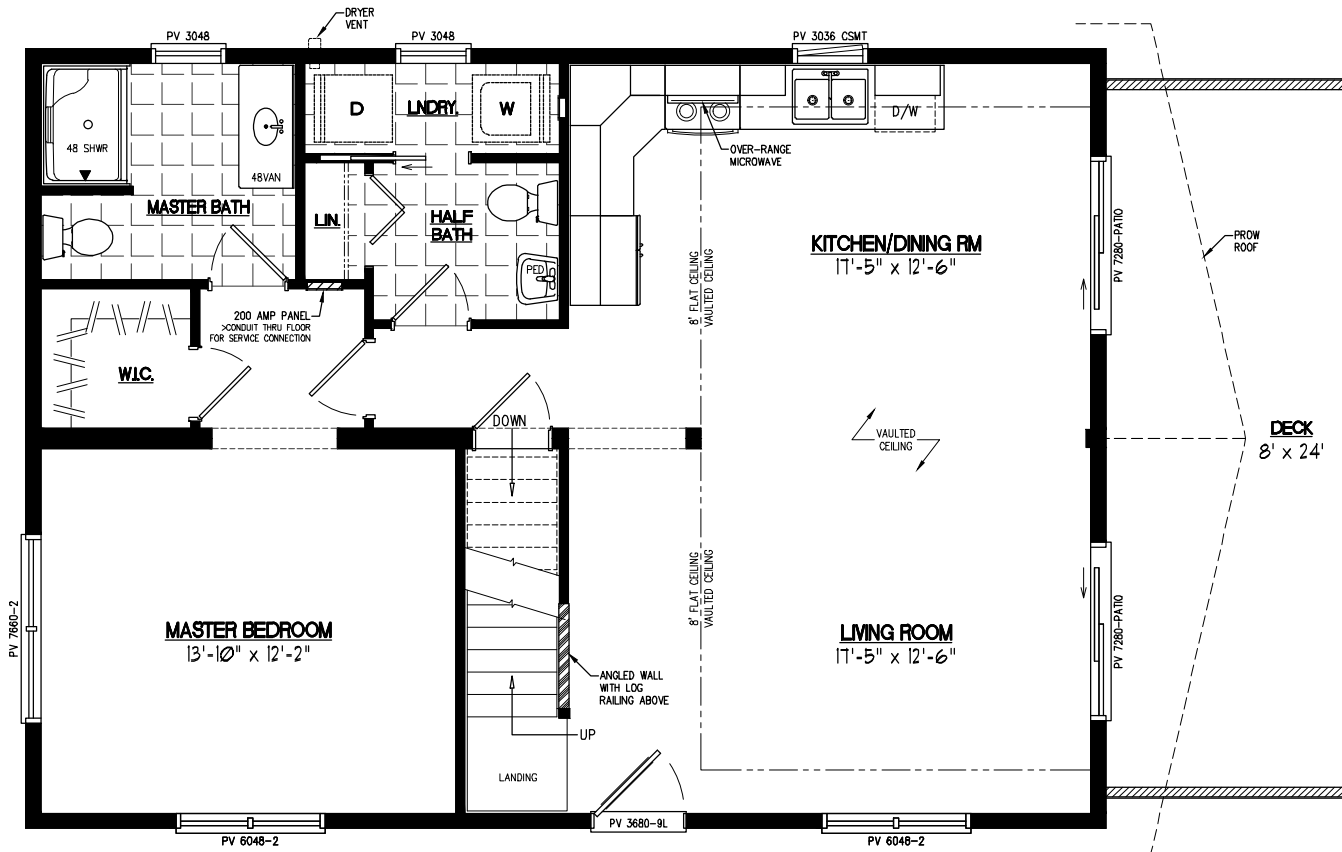 DRYER
VENT
PV 3048
PV 3048
PV 3036 CSMT
D
LNDRY.
W
D/W
48 SHWR
48VAN
OVER-RANGE
MICROWAVE
MASTER BATH
LIN.
HALF
BATH
PED
KITCHEN/DINING RM
17'-5" x 12'-6"
PV 7280-PATIO
PROW
ROOF
8' FLAT CEILING
VAULTED CEILING
200 AMP PANEL
>CONDUIT THRU FLOOR
FOR SERVICE CONNECTION
W.I.C.
DOWN
VAULTED
CEILING
DECK
8' x 24'
8' FLAT CEILING
VAULTED CEILING
PV 7660-2
MASTER BEDROOM
13'-10" x 12'-2"
LIVING ROOM
17'-5" x 12'-6"
PV 7280-PATIO
ANGLED WALL
WITH LOG
RAILING ABOVE
UP
LANDING
PV 3680-9L
PV 6048-2
PV 6048-2